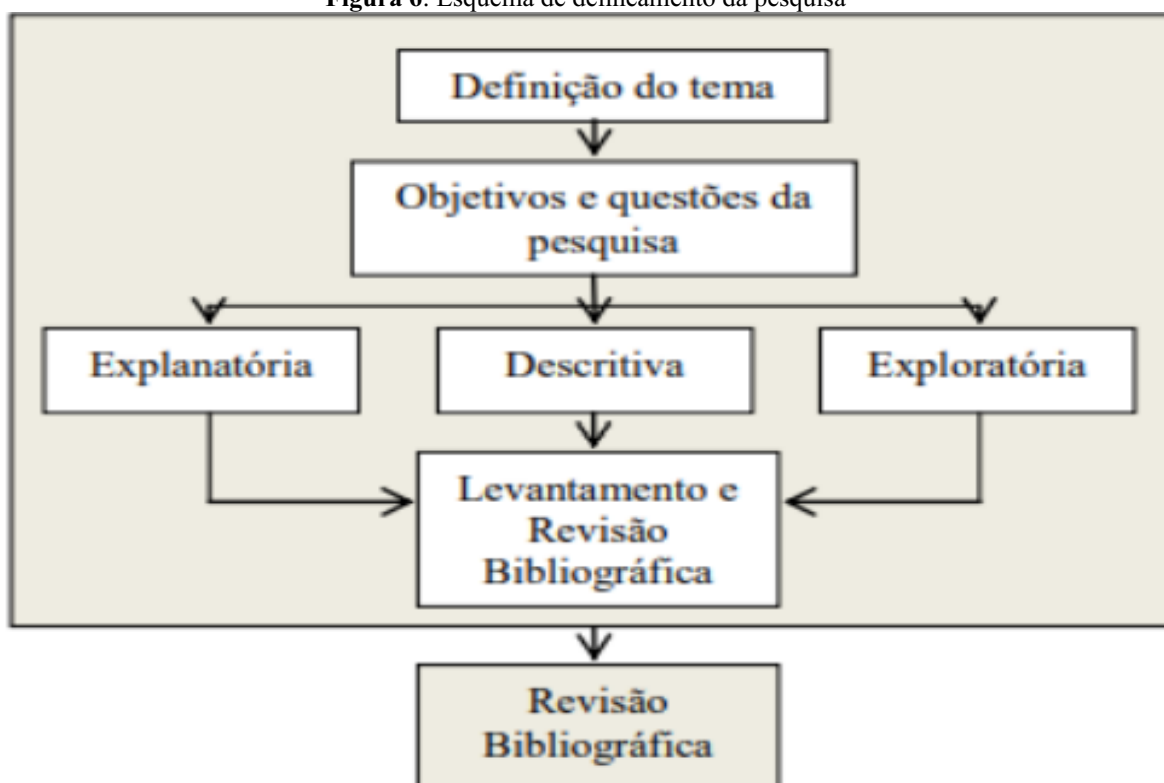 Figura 6: Esquema de delineamento da pesquisa
Definição do tema
Objetivos e questões da
pesquisa
Explanatória
Descritiva
Exploratória
Levantamento e
Revisão
Bibliográfica
Revisão
Bibliográfica